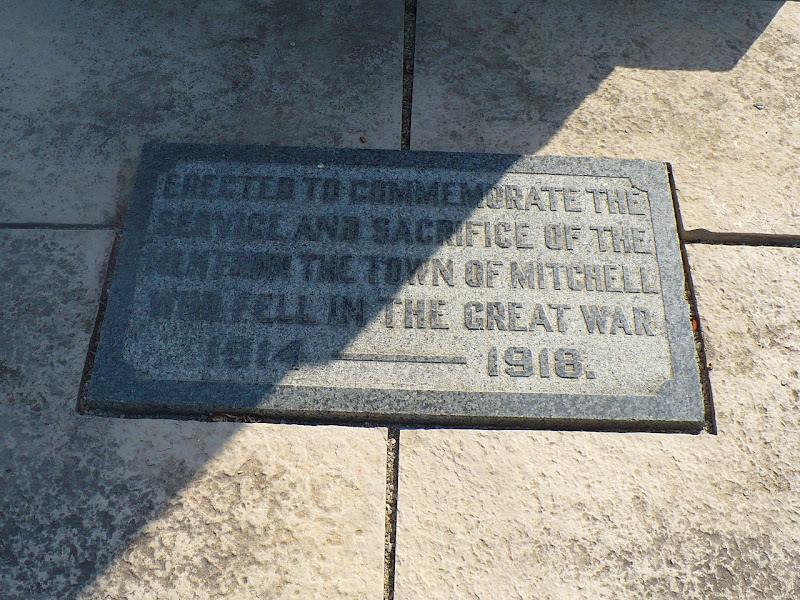 ERECTED TO COMMEMORATE THE
SERVICE AND SACRIFICE OF THE
MEN FROM THE TOWN OF MITCHELL
WHO FELL IN THE GREAT WAR
1914 — 1918.